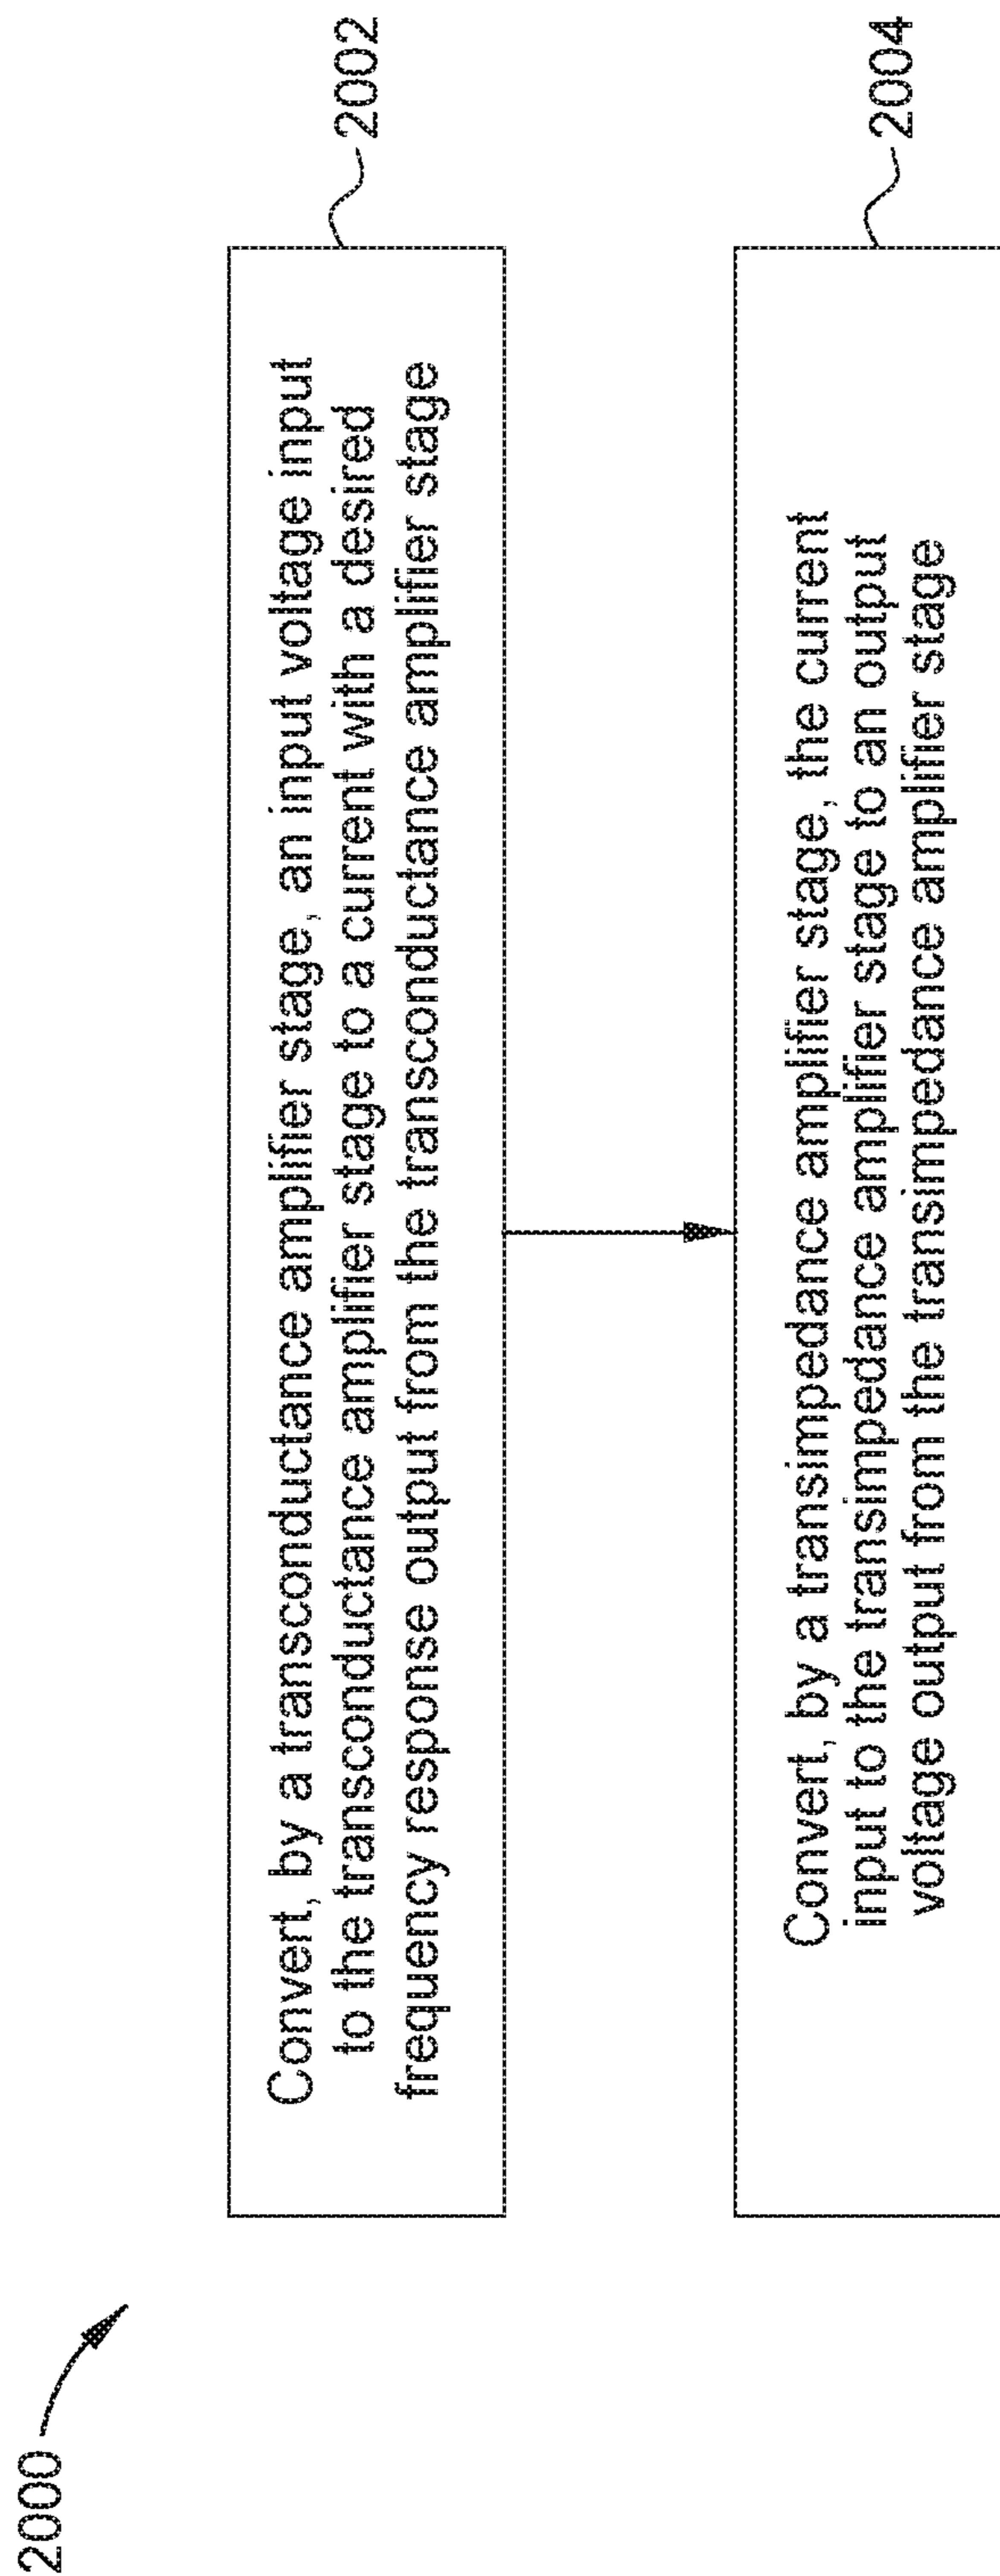 2000
Convert, by a transconductance amplifier stage, an input voltage input
to the transconductance amplifier stage to a current with a desired
frequency response output from the transconductance amplifier stage
2002
Convert, by a transimpedance amplifier stage, the current
input to the transimpedance amplifier stage to an output
voltage output from the transimpedance amplifier stage
2004